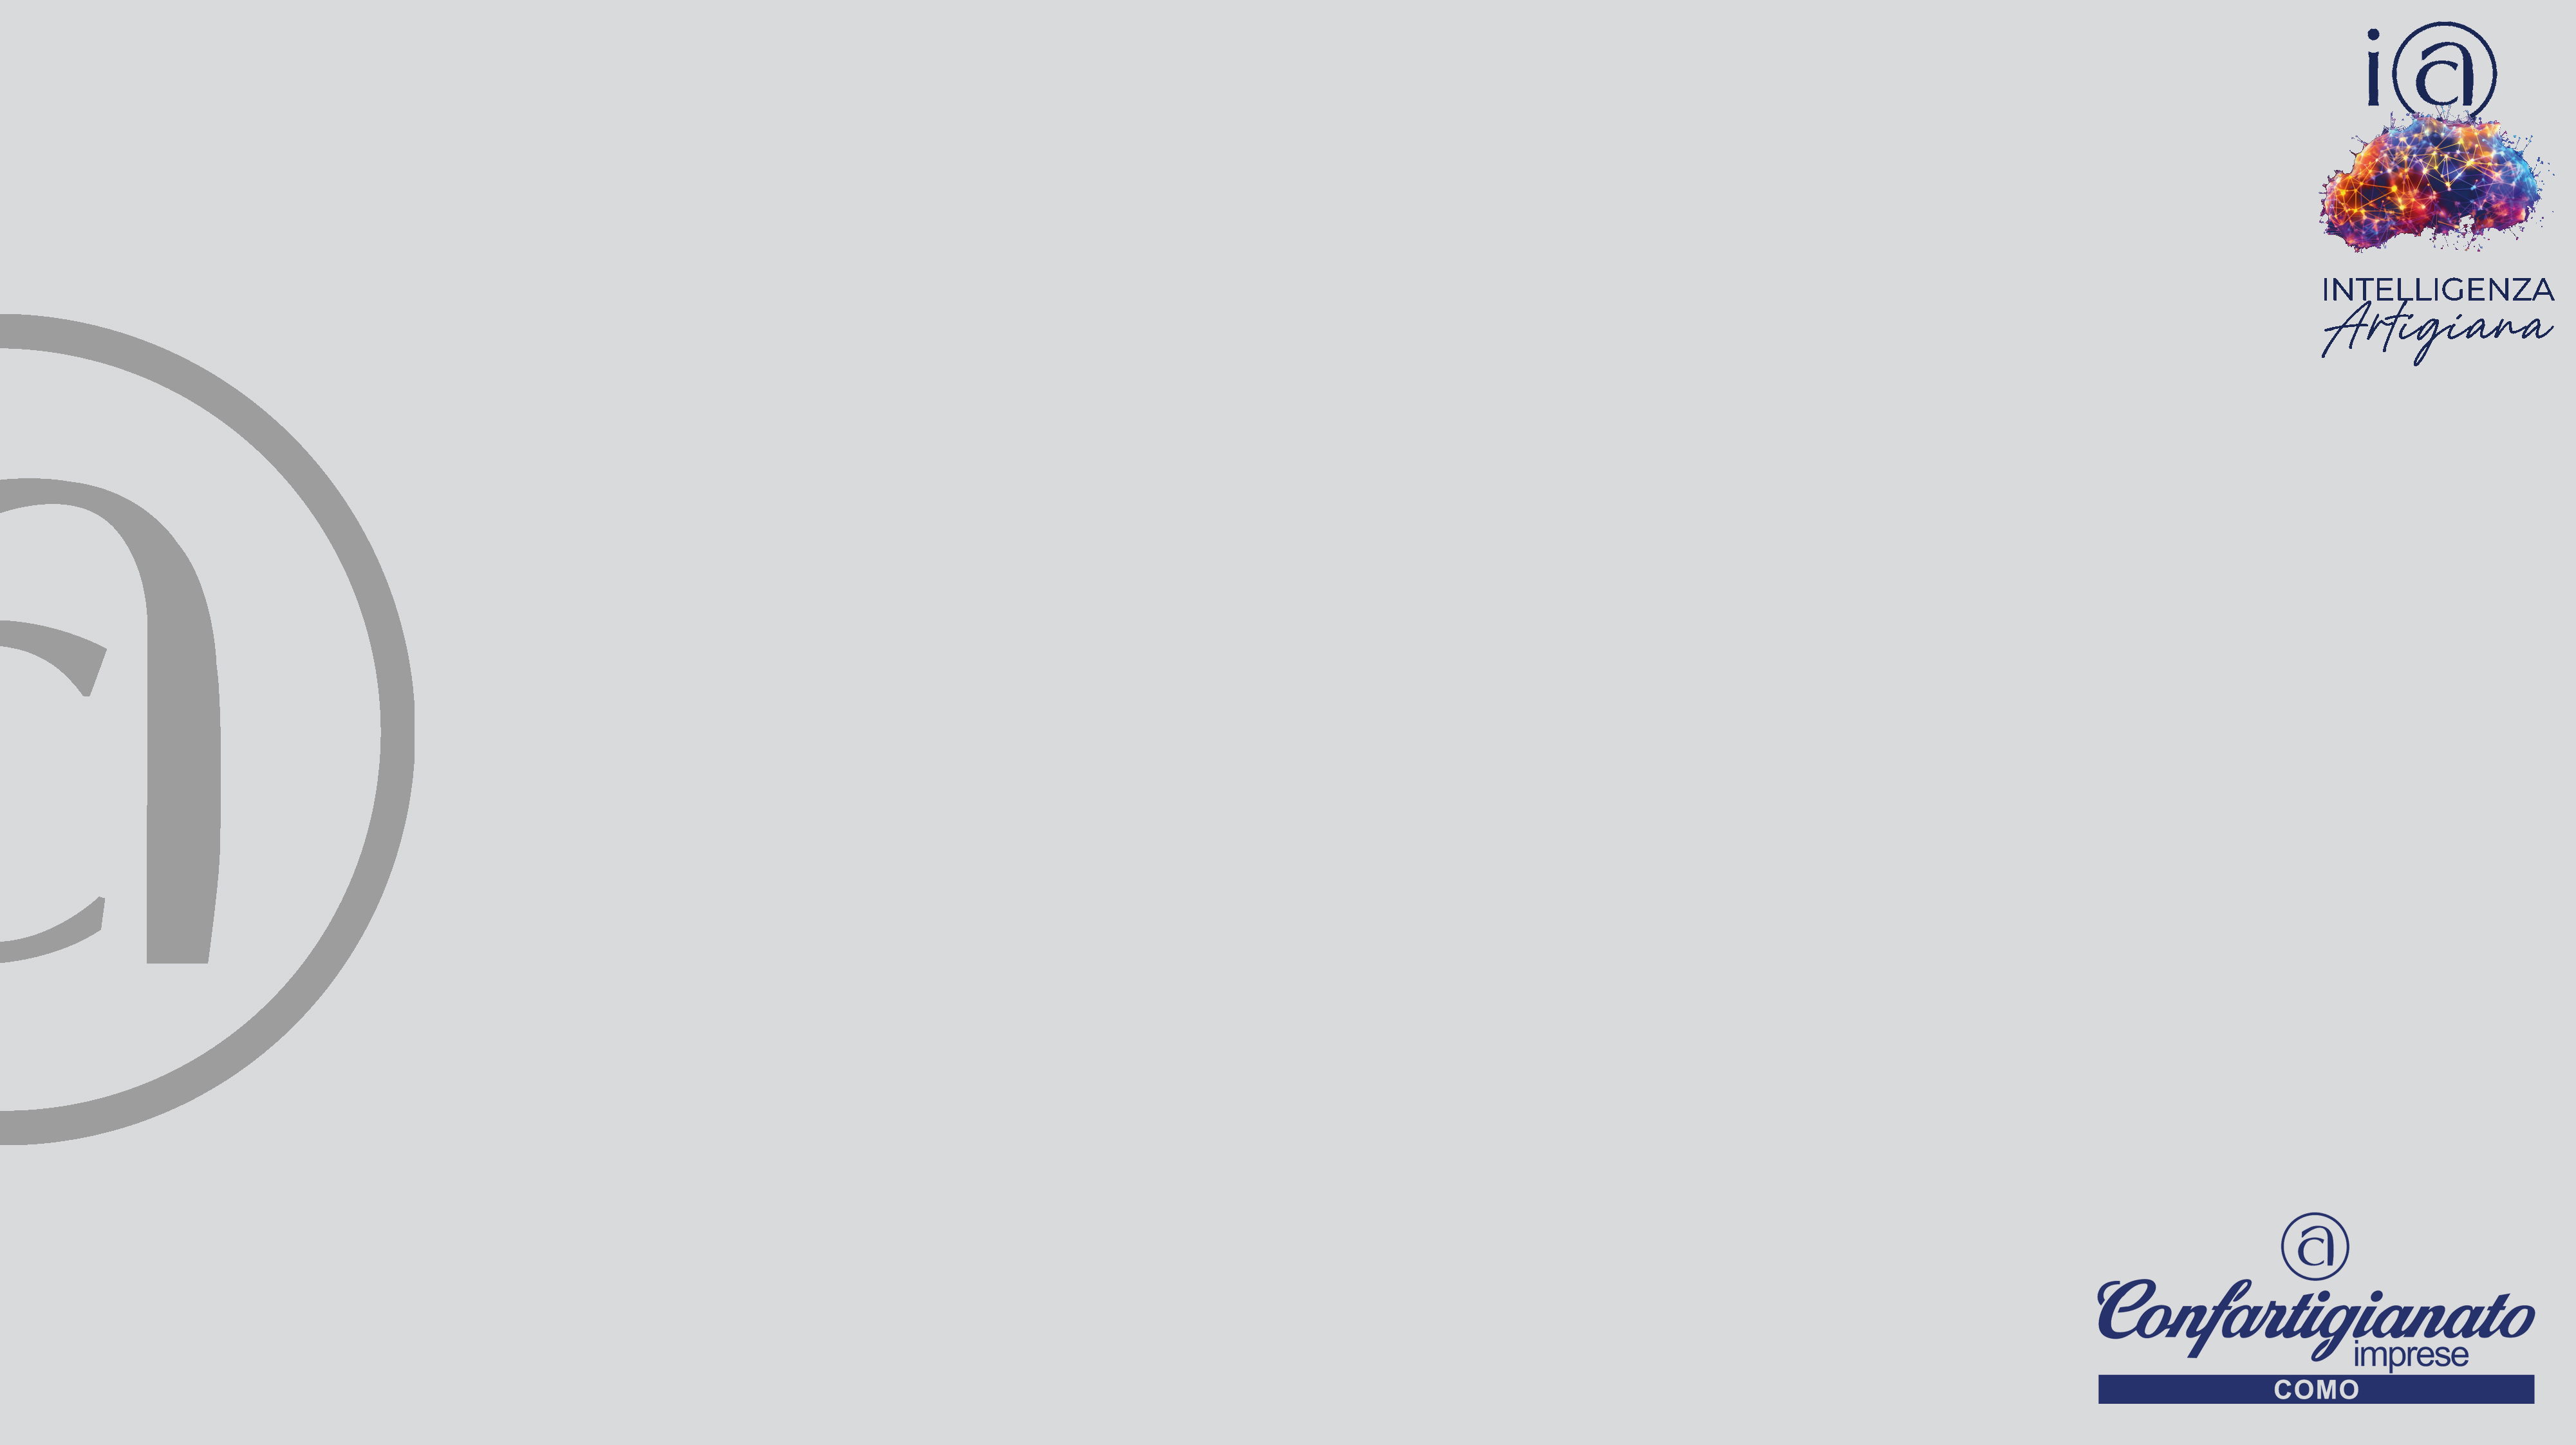 i@
INTELLIGENZA
Artigiana
Confartigianato
imprese
COMO